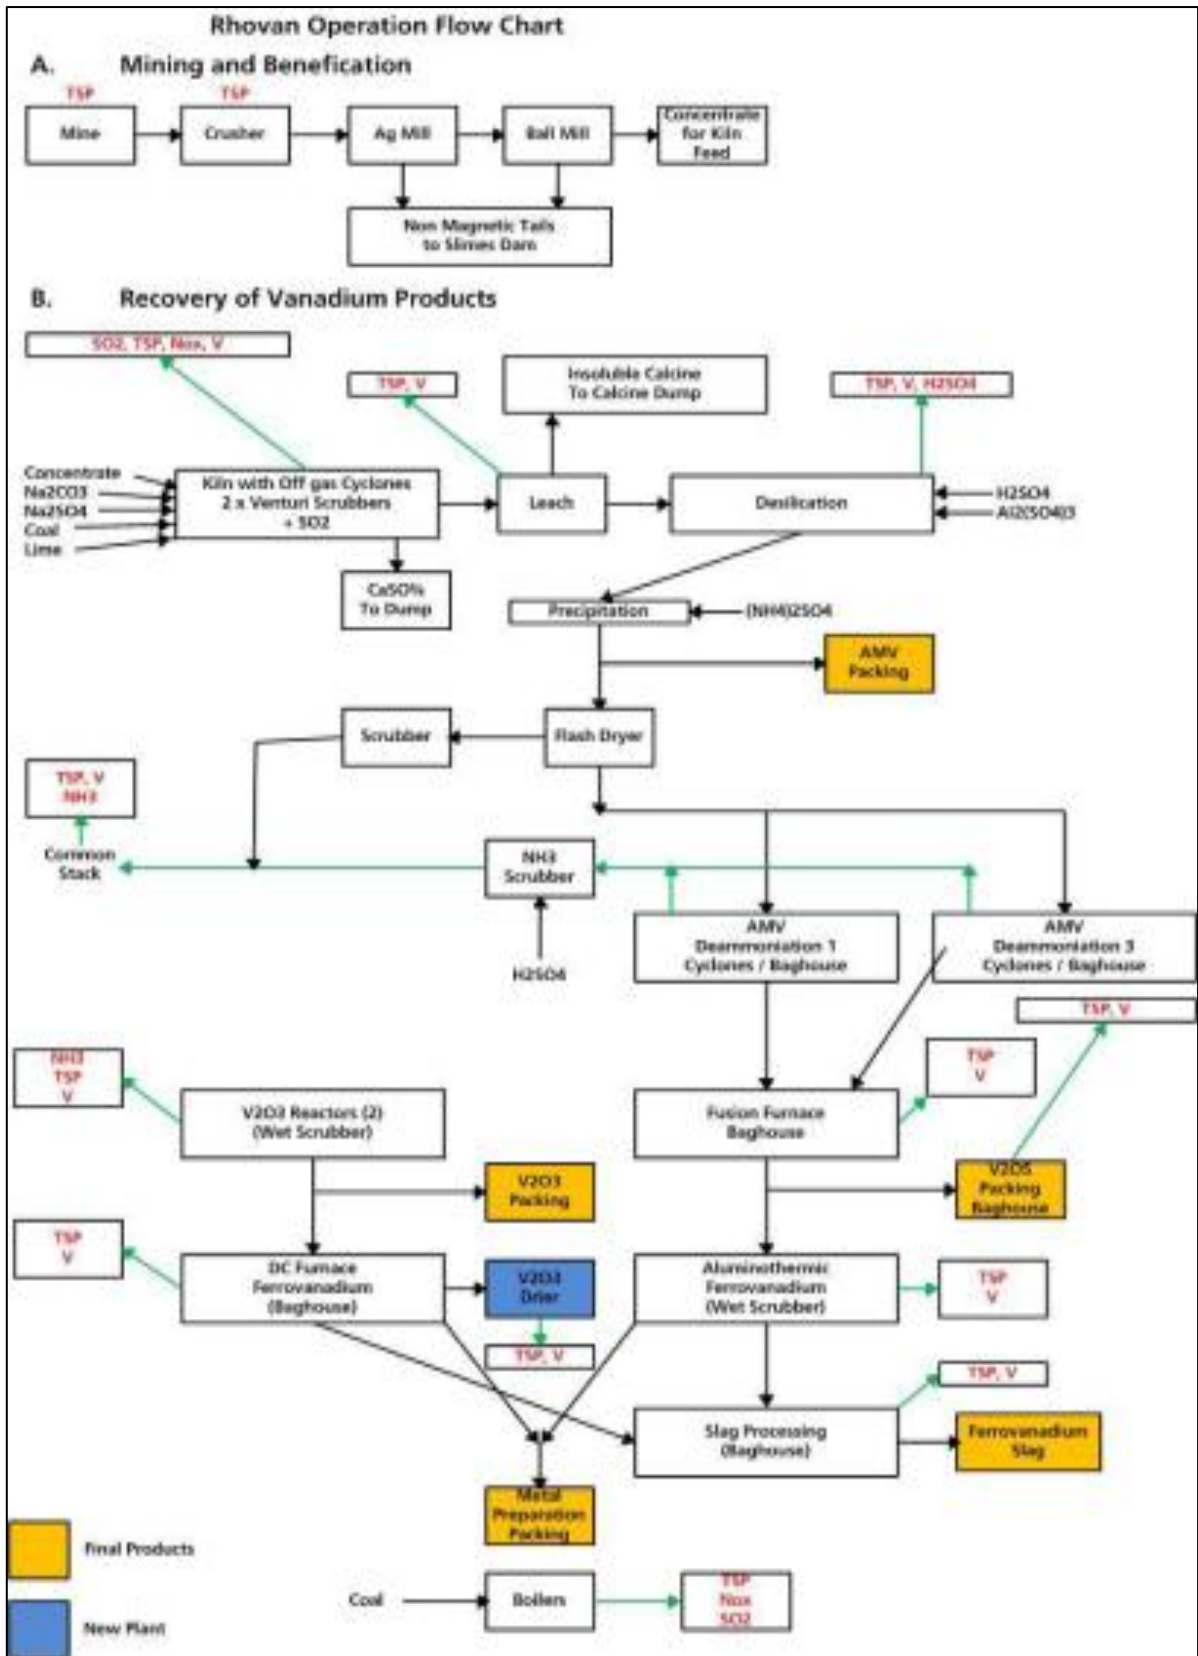 Rhovan Operation Flow Chart
A. Mining and Benefication
TSP
TSP
Mine
Crusher
Ag Mill
Ball Mill
Concentrate
for Kiln
Feed
Non Magnetic Tails
to Slimes Dam
B. Recovery of Vanadium Products
SO2, TSP, Nox, V
TSP, V
Insoluble Calcine
To Calcine Dump
TSP, V, H2SO4
Concentrate
Na2CO3
Na2SO4
Coal
Lime
Kiln with Off gas Cyclones
2 x Venturi Scrubbers
+ SO2
Leach
Desilication
H2SO4
Al2(SO4)3
CaSO%
To Dump
Precipitation
(NH4)2SO4
AMV
Packing
Scrubber
Flash Dryer
TSP, V
NH3
Common
Stack
NH3
Scrubber
H2SO4
AMV
Deammoniation 1
Cyclones / Baghouse
AMV
Deammoniation 3
Cyclones / Baghouse
TSP, V
NH3
TSP
V
V2O3 Reactors (2)
(Wet Scrubber)
Fusion Furnace
Baghouse
TSP
V
V2O3
Packing
V2O5
Packing
Baghouse
TSP
V
DC Furnace
Ferrovanadium
(Baghouse)
V2O3
Drier
TSP, V
Aluminothermic
Ferrovanadium
(Wet Scrubber)
TSP
V
TSP, V
Slag Processing
(Baghouse)
Ferrovanadium
Slag
Metal
Preparation
Packing
Final Products
New Plant
Coal
Boilers
TSP
Nox
SO2